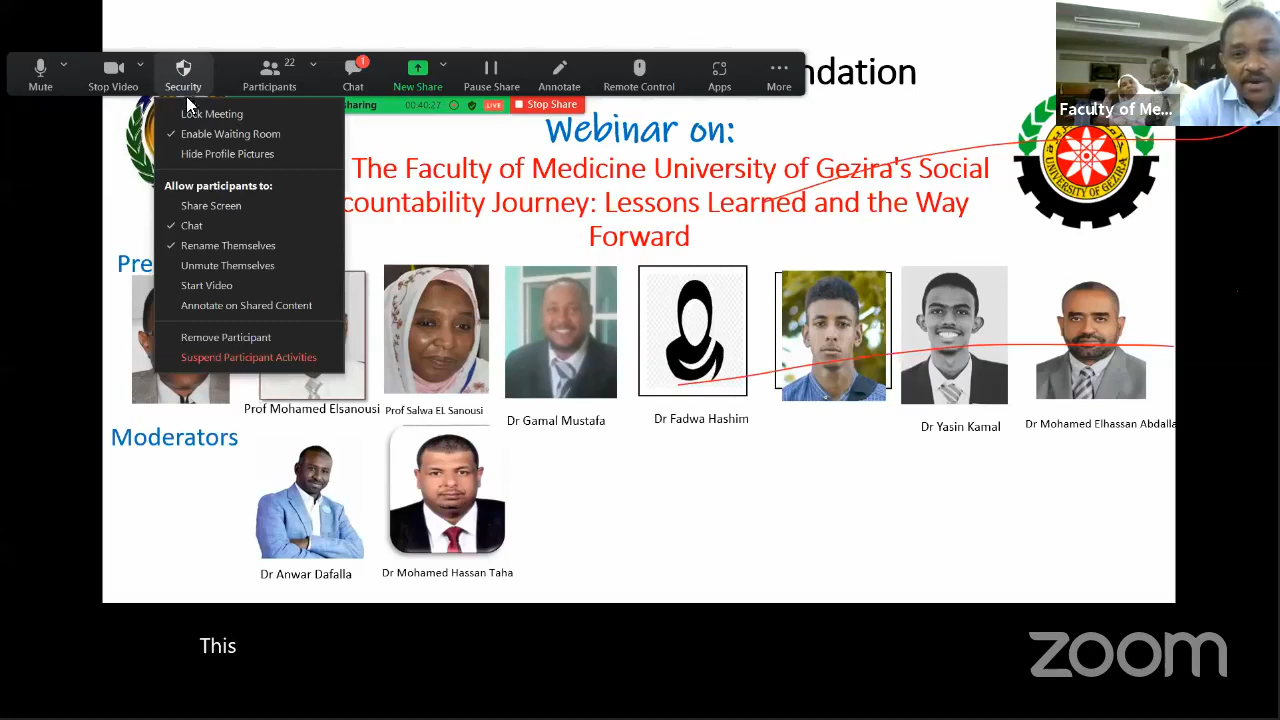 ndation
Mute
Stop Video
Security
Participants
22
Chat
1
New Share
Pause Share
Annotate
Remote Control
Apps
More
sharing
00:40:27
LIVE
Stop Share
Faculty of Me...
Lock Meeting
Enable Waiting Room
Hide Profile Pictures
Allow participants to:
Share Screen
Chat
Rename Themselves
Unmute Themselves
Start Video
Annotate on Shared Content
Remove Participant
Suspend Participant Activities
Webinar on:
The Faculty of Medicine University of Gezira's Social
countability Journey: Lessons Learned and the Way
Forward
UNIVERSITY OF GEZIRA
Pre
Prof Mohamed Elsanousi
Prof Salwa EL Sanousi
Dr Gamal Mustafa
Dr Fadwa Hashim
Dr Yasin Kamal
Dr Mohamed Elhassan Abdalla
Moderators
Dr Anwar Dafalla
Dr Mohamed Hassan Taha
This
zoom